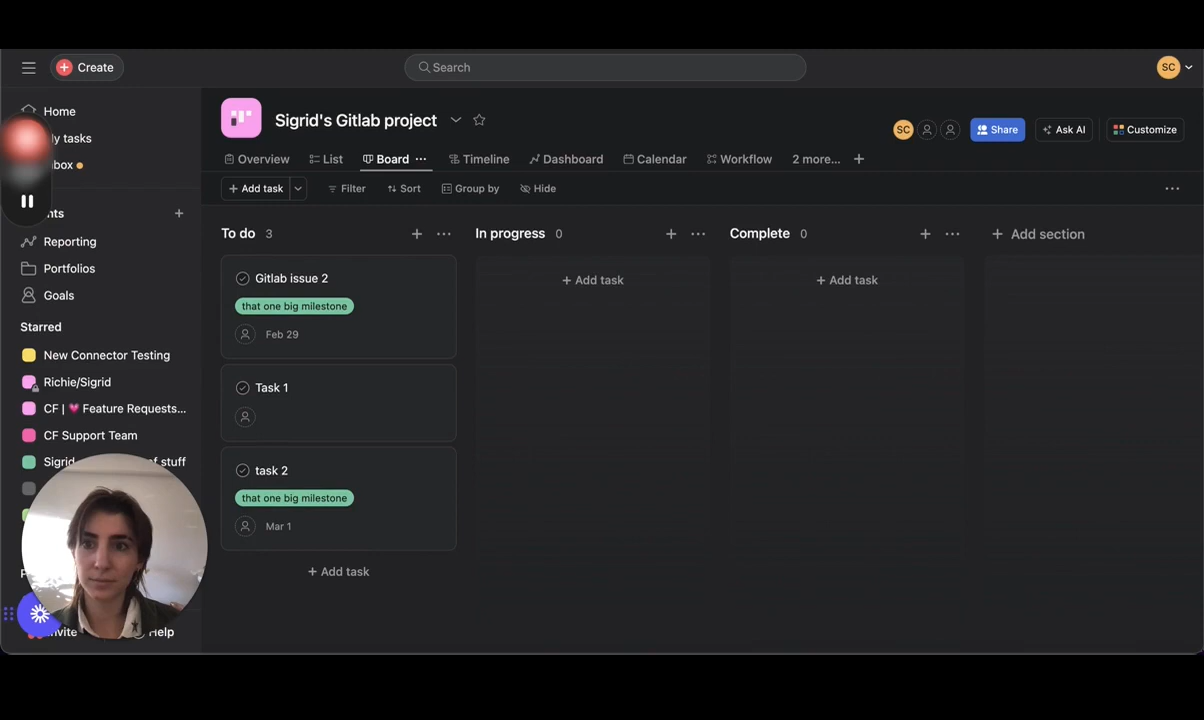 Create
Search
SC
Home
y tasks
box
Sigrid's Gitlab project
SC
Share
Ask AI
Customize
Overview
List
Board
Timeline
Dashboard
Calendar
Workflow
2 more...
Add task
Filter
Sort
Group by
Hide
nts
Reporting
Portfolios
Goals
Starred
New Connector Testing
Richie/Sigrid
CF | 💗 Feature Requests...
CF Support Team
Sigrid
of stuff
Invite
Help
To do 3
Gitlab issue 2
that one big milestone
Feb 29
Task 1
task 2
that one big milestone
Mar 1
+ Add task
In progress 0
+ Add task
Complete 0
+ Add task
+ Add section